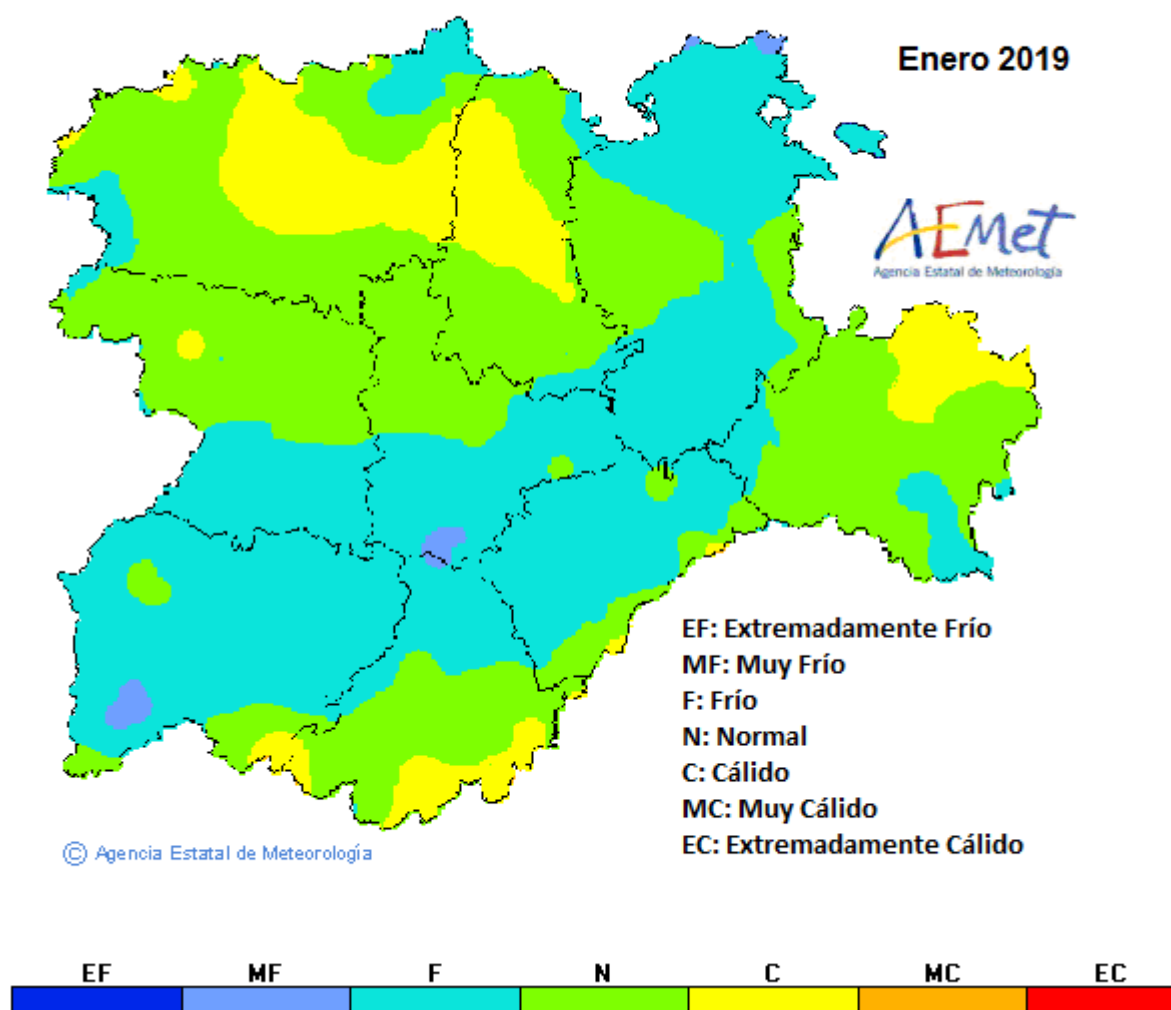 Enero 2019
AEMet
Agencia Estatal de Meteorología
EF: Extremadamente Frío
MF: Muy Frío
F: Frío
N: Normal
C: Cálido
MC: Muy Cálido
EC: Extremadamente Cálido
© Agencia Estatal de Meteorología
EF MF F N C MC EC